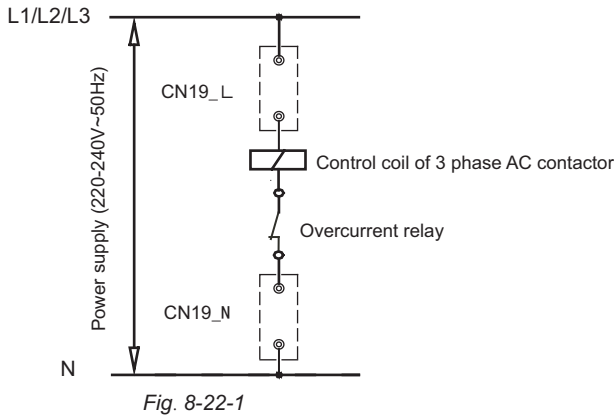 L1/L2/L3
Power supply (220-240V~50Hz)
CN19_L
Control coil of 3 phase AC contactor
Overcurrent relay
CN19_N
N
Fig. 8-22-1